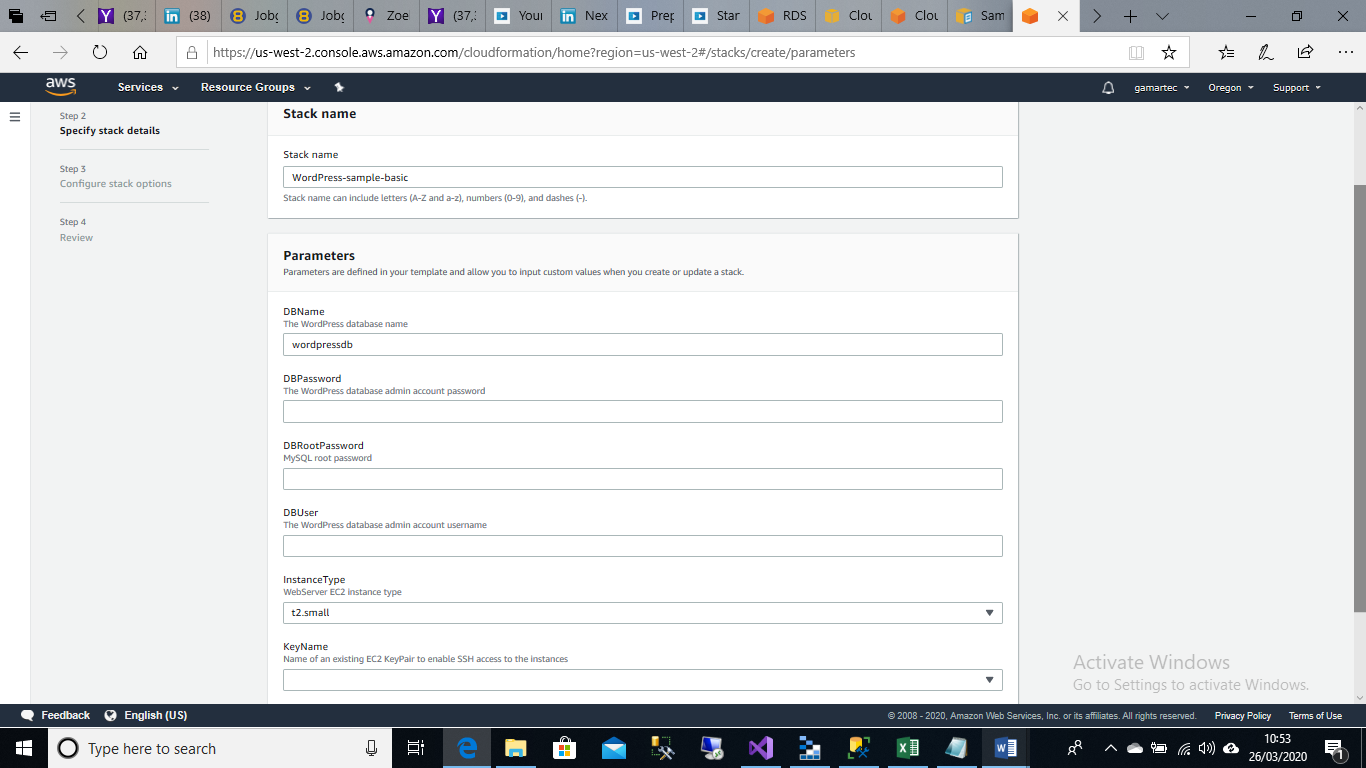 (37,:
(38)
Jobg
Jobg
Zoe
(37,:
Your
Nex
Prep
Star
RDS
Clou
Clou
Sam
https://us-west-2.console.aws.amazon.com/cloudformation/home?region=us-west-2#/stacks/create/parameters
aws
Services
Resource Groups
gamartec
Oregon
Support
Step 2
Specify stack details
Step 3
Configure stack options
Step 4
Review
Stack name
Stack name
WordPress-sample-basic
Stack name can include letters (A-Z and a-z), numbers (0-9), and dashes (-).
Parameters
Parameters are defined in your template and allow you to input custom values when you create or update a stack.
DBName
The WordPress database name
wordpressdb
DBPassword
The WordPress database admin account password
DBRootPassword
MySQL root password
DBUser
The WordPress database admin account username
InstanceType
WebServer EC2 instance type
t2.small
KeyName
Name of an existing EC2 KeyPair to enable SSH access to the instances
Activate Windows
Go to Settings to activate Windows.
Feedback
English (US)
© 2008 - 2020, Amazon Web Services, Inc. or its affiliates. All rights reserved.
Privacy Policy
Terms of Use
Type here to search
10:53
26/03/2020
1